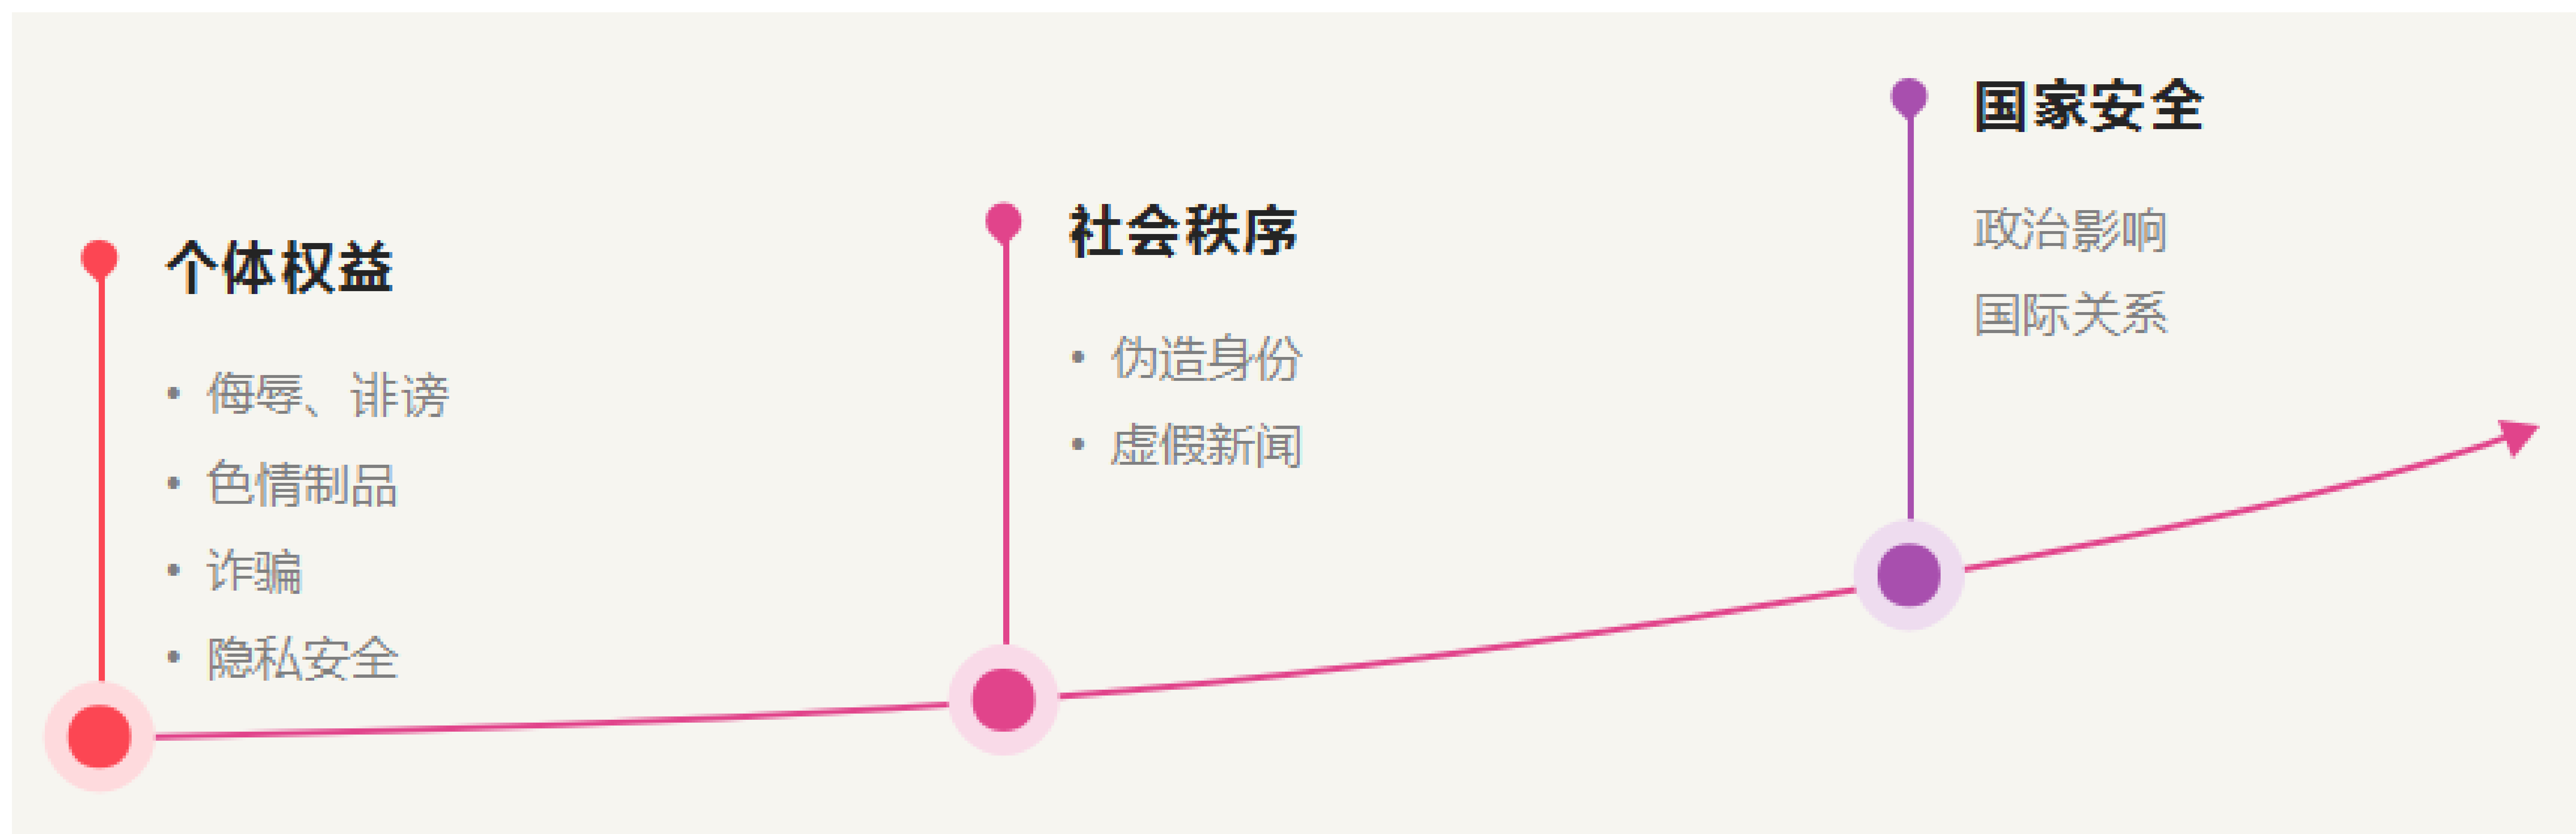 个体权益
• 侮辱、诽谤
• 色情制品
• 诈骗
• 隐私安全
社会秩序
• 伪造身份
• 虚假新闻
国家安全
政治影响
国际关系